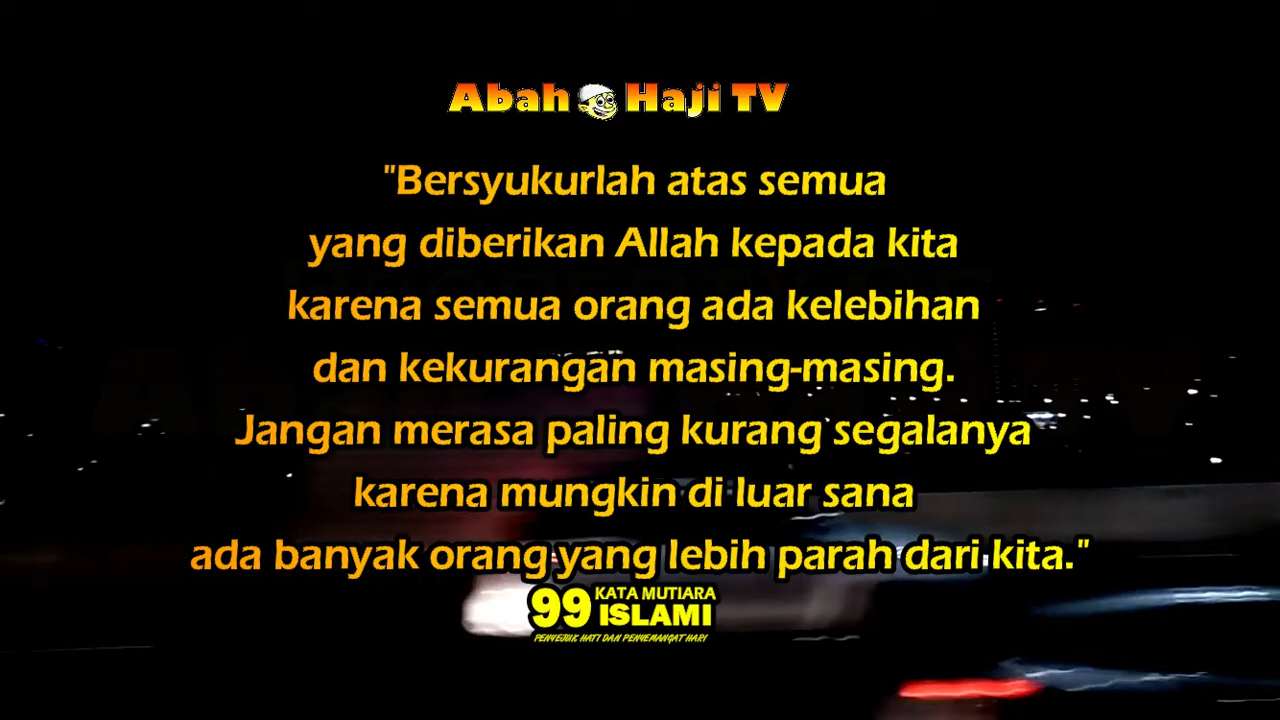 Abah Haji TV
"Bersyukurlah atas semua
yang diberikan Allah kepada kita
karena semua orang ada kelebihan
dan kekurangan masing-masing.
Jangan merasa paling kurang segalanya
karena mungkin di luar sana
ada banyak orang yang lebih parah dari kita."
99 KATA MUTIARA
ISLAMI
PENYEJUK HATI DAN PENYEMANGAT HARI